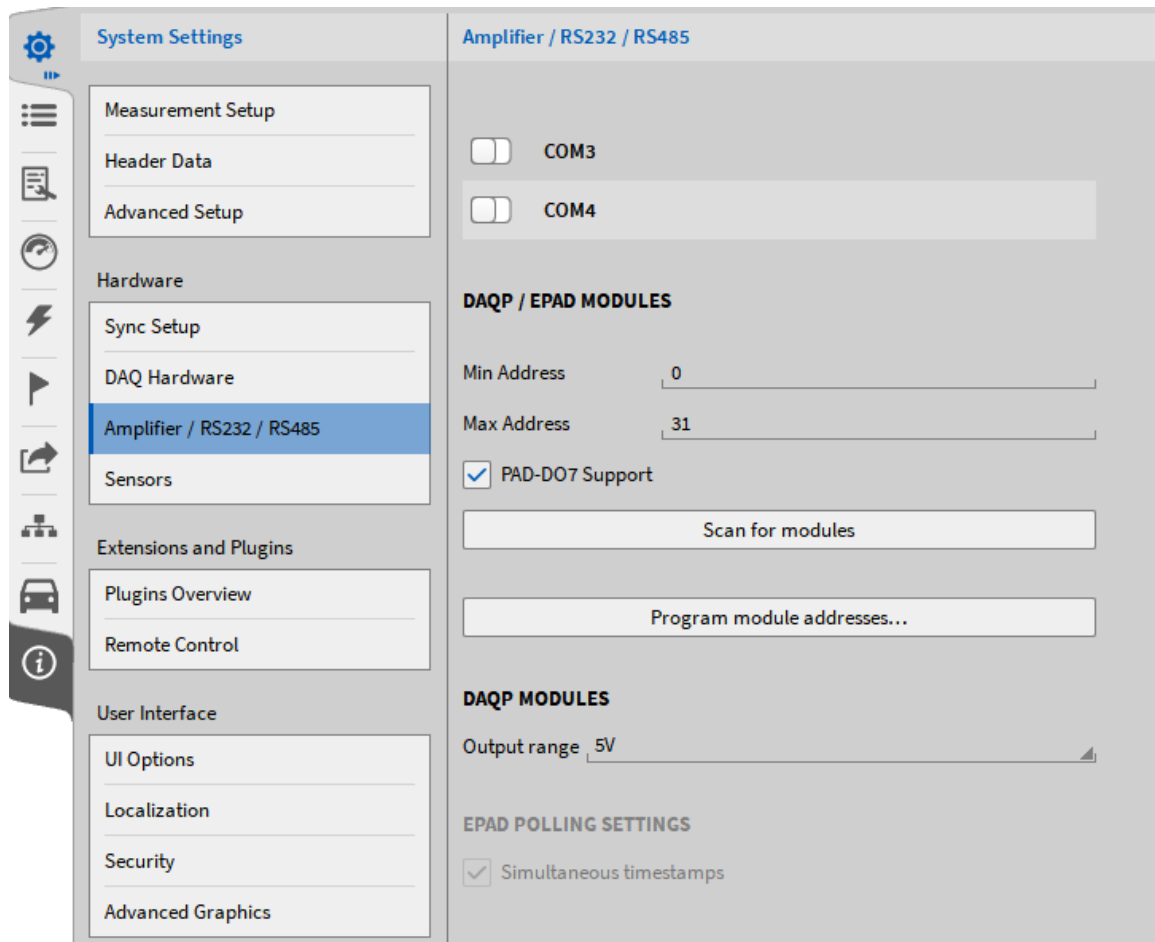 System Settings
Measurement Setup
Header Data
Advanced Setup
Hardware
Sync Setup
DAQ Hardware
Amplifier / RS232 / RS485
Sensors
Extensions and Plugins
Plugins Overview
Remote Control
User Interface
UI Options
Localization
Security
Advanced Graphics
Amplifier / RS232 / RS485
COM3
COM4
DAQP / EPAD MODULES
Min Address 0
Max Address 31
PAD-DO7 Support
Scan for modules
Program module addresses...
DAQP MODULES
Output range 5V
EPAD POLLING SETTINGS
Simultaneous timestamps